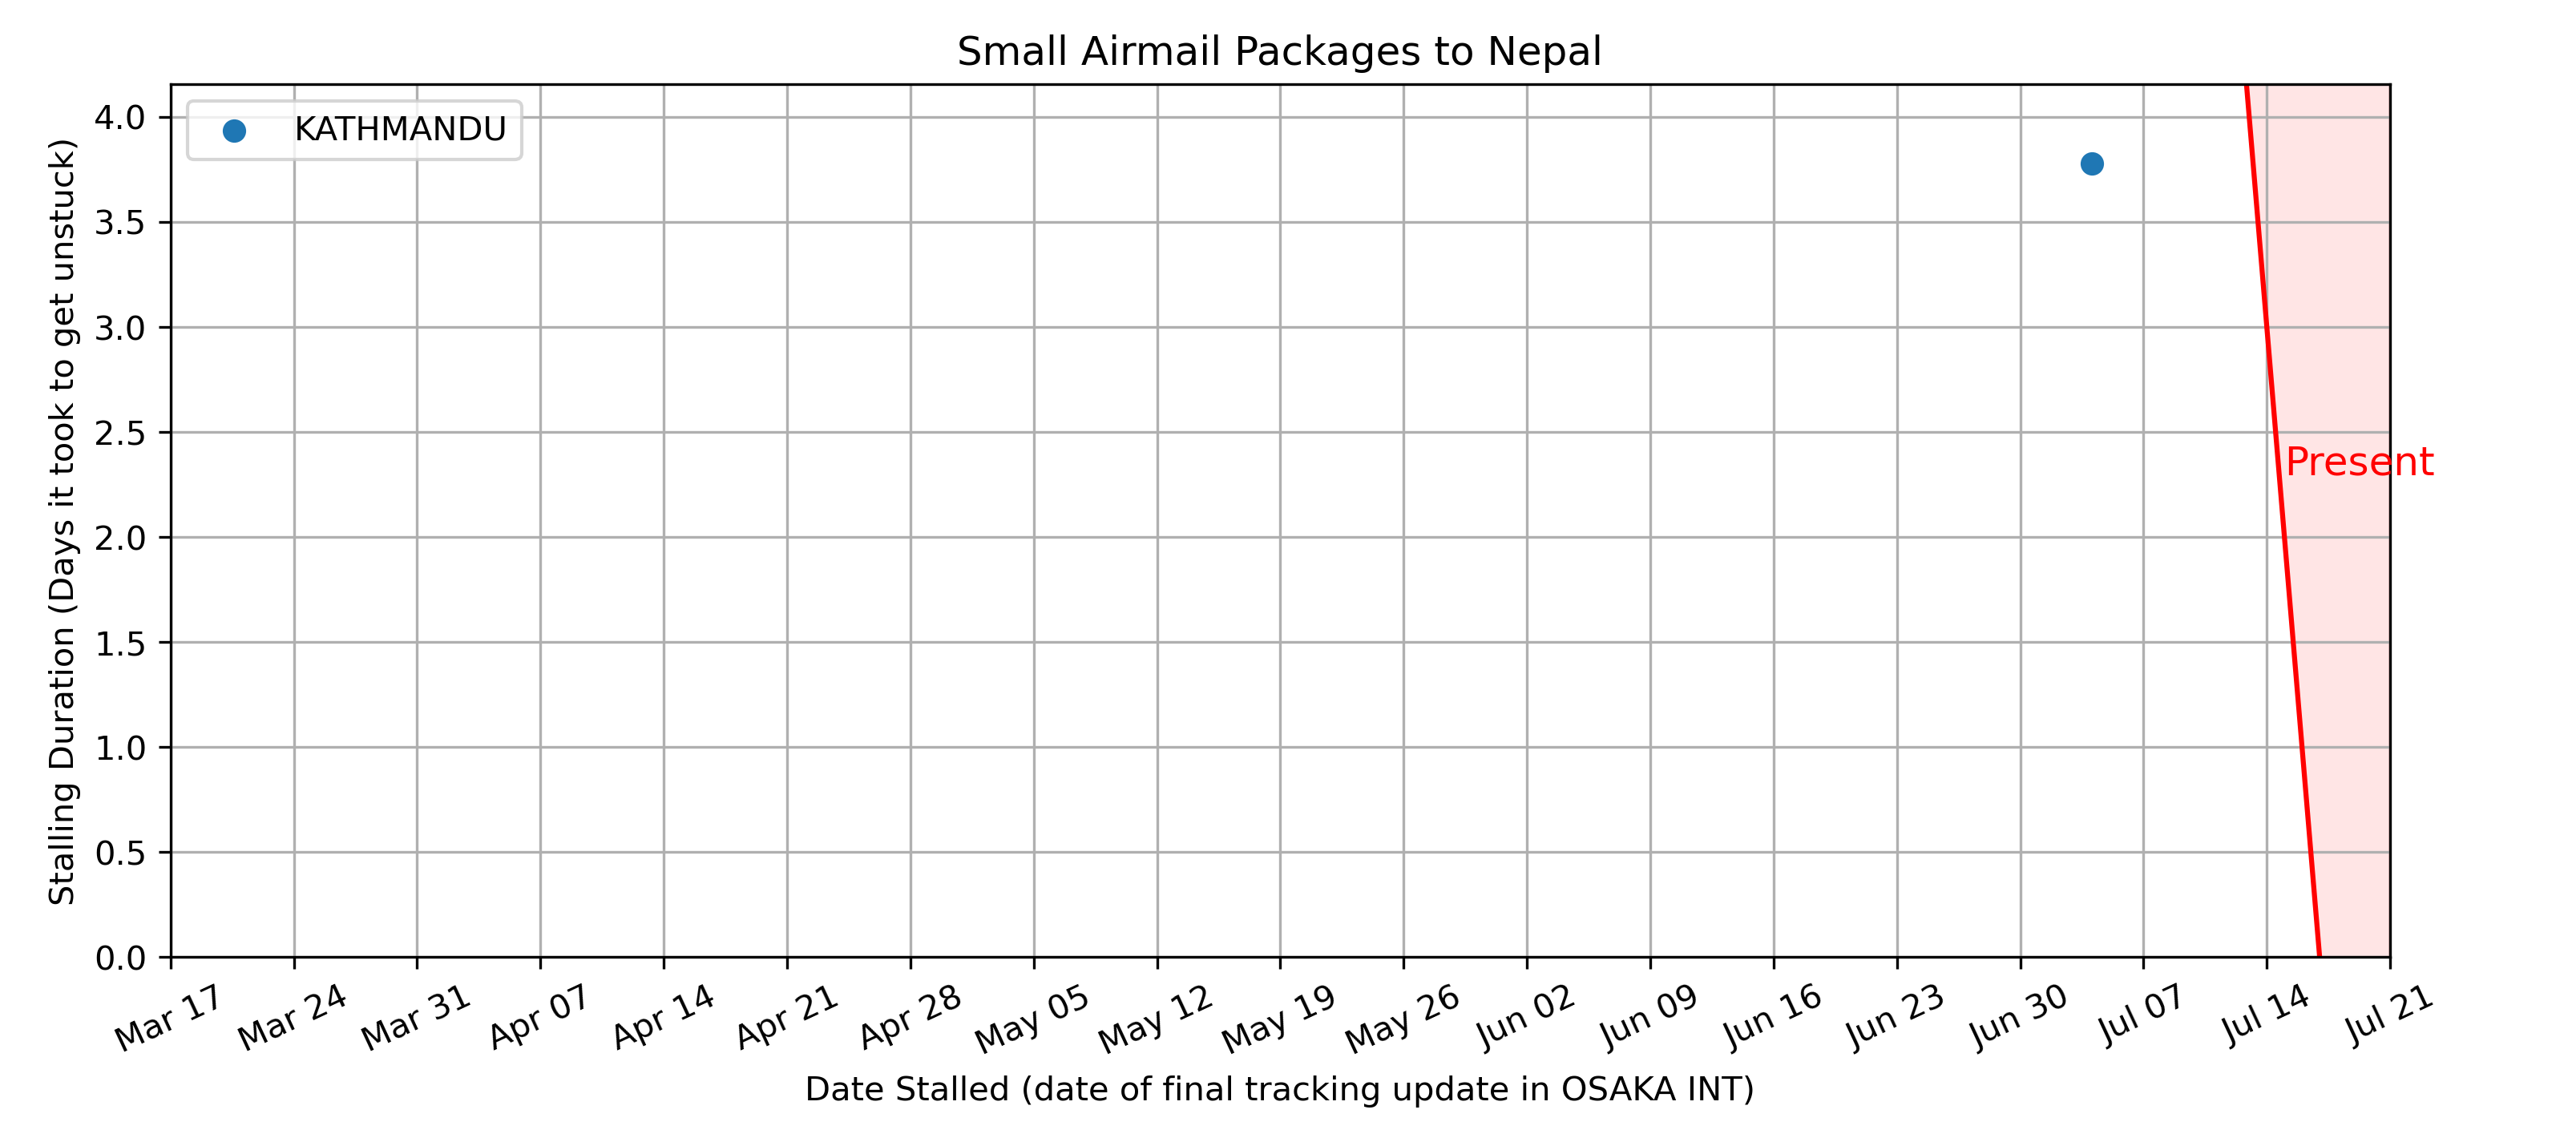 Small Airmail Packages to Nepal
KATHMANDU
Stalling Duration (Days it took to get unstuck)
4.0
3.5
3.0
2.5
2.0
1.5
1.0
0.5
0.0
Present
Mar 17 Mar 24 Mar 31 Apr 07 Apr 14 Apr 21 Apr 28 May 05 May 12 May 19 May 26 Jun 02 Jun 09 Jun 16 Jun 23 Jun 30 Jul 07 Jul 14 Jul 21
Date Stalled (date of final tracking update in OSAKA INT)